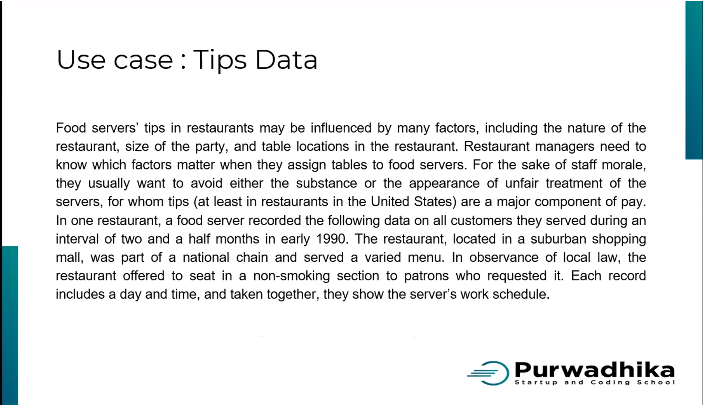 Use case : Tips Data
Food servers' tips in restaurants may be influenced by many factors, including the nature of the
restaurant, size of the party, and table locations in the restaurant. Restaurant managers need to
know which factors matter when they assign tables to food servers. For the sake of staff morale,
they usually want to avoid either the substance or the appearance of unfair treatment of the
servers, for whom tips (at least in restaurants in the United States) are a major component of pay.
In one restaurant, a food server recorded the following data on all customers they served during an
interval of two and a half months in early 1990. The restaurant, located in a suburban shopping
mall, was part of a national chain and served a varied menu. In observance of local law, the
restaurant offered to seat in a non-smoking section to patrons who requested it. Each record
includes a day and time, and taken together, they show the server's work schedule.
Purwadhika
Startup and Coding School